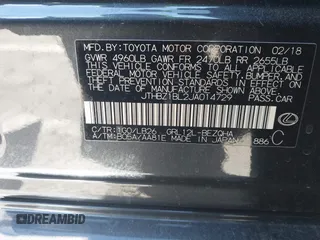 MFD. BY: TOYOTA MOTOR CORPORATION 02/18
GVWR 4960LB GAWR FR 2470LB RR 2655LB
THIS VEHICLE CONFORMS TO ALL APPLICABLE
FEDERAL MOTOR VEHICLE SAFETY, BUMPER, AND
THEFT PREVENTION STANDARDS IN EFFECT ON
THE DATE OF MANUFACTURE SHOWN ABOVE.
JTHBZ1BL2JA014729 PASS. CAR
C/TR: 1G0/LB26 GRL12L-BEZQHA
A/TM: B05A/AA81E MADE IN JAPAN
886 C
DREAMBID